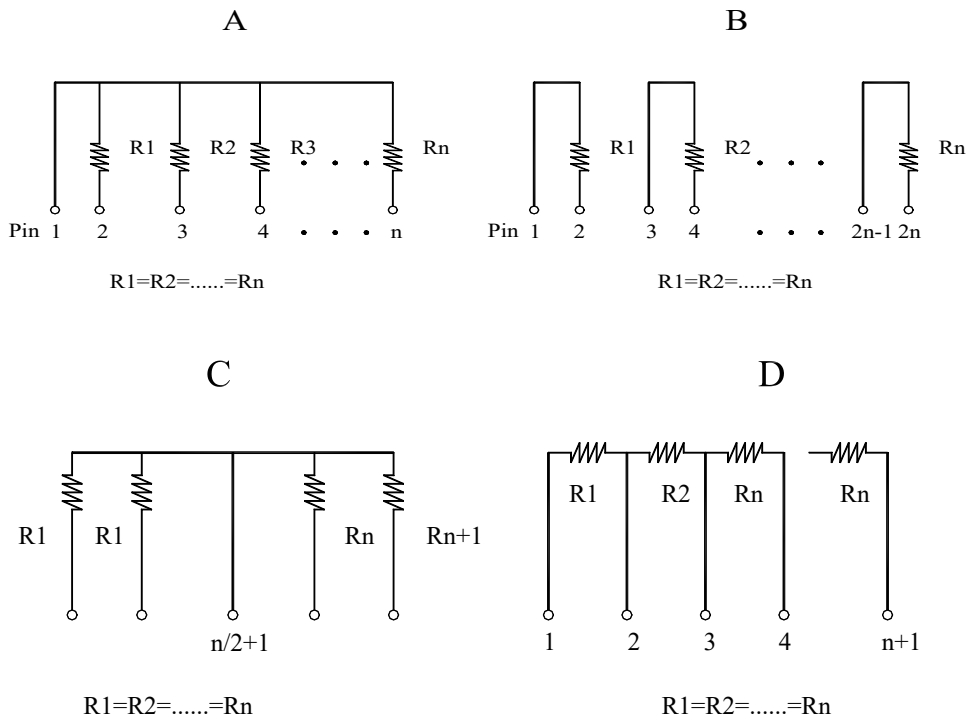 A B
R1 R2 R3 . . . Rn R1 R2 . . . Rn
Pin 1 2 3 4 . . . . n Pin 1 2 3 4 . . . 2n-1 2n
R1=R2=......=Rn R1=R2=......=Rn
C D
R1 R2 Rn Rn
R1 R1 Rn Rn+1
n/2+1 1 2 3 4 n+1
R1=R2=......=Rn R1=R2=......=Rn